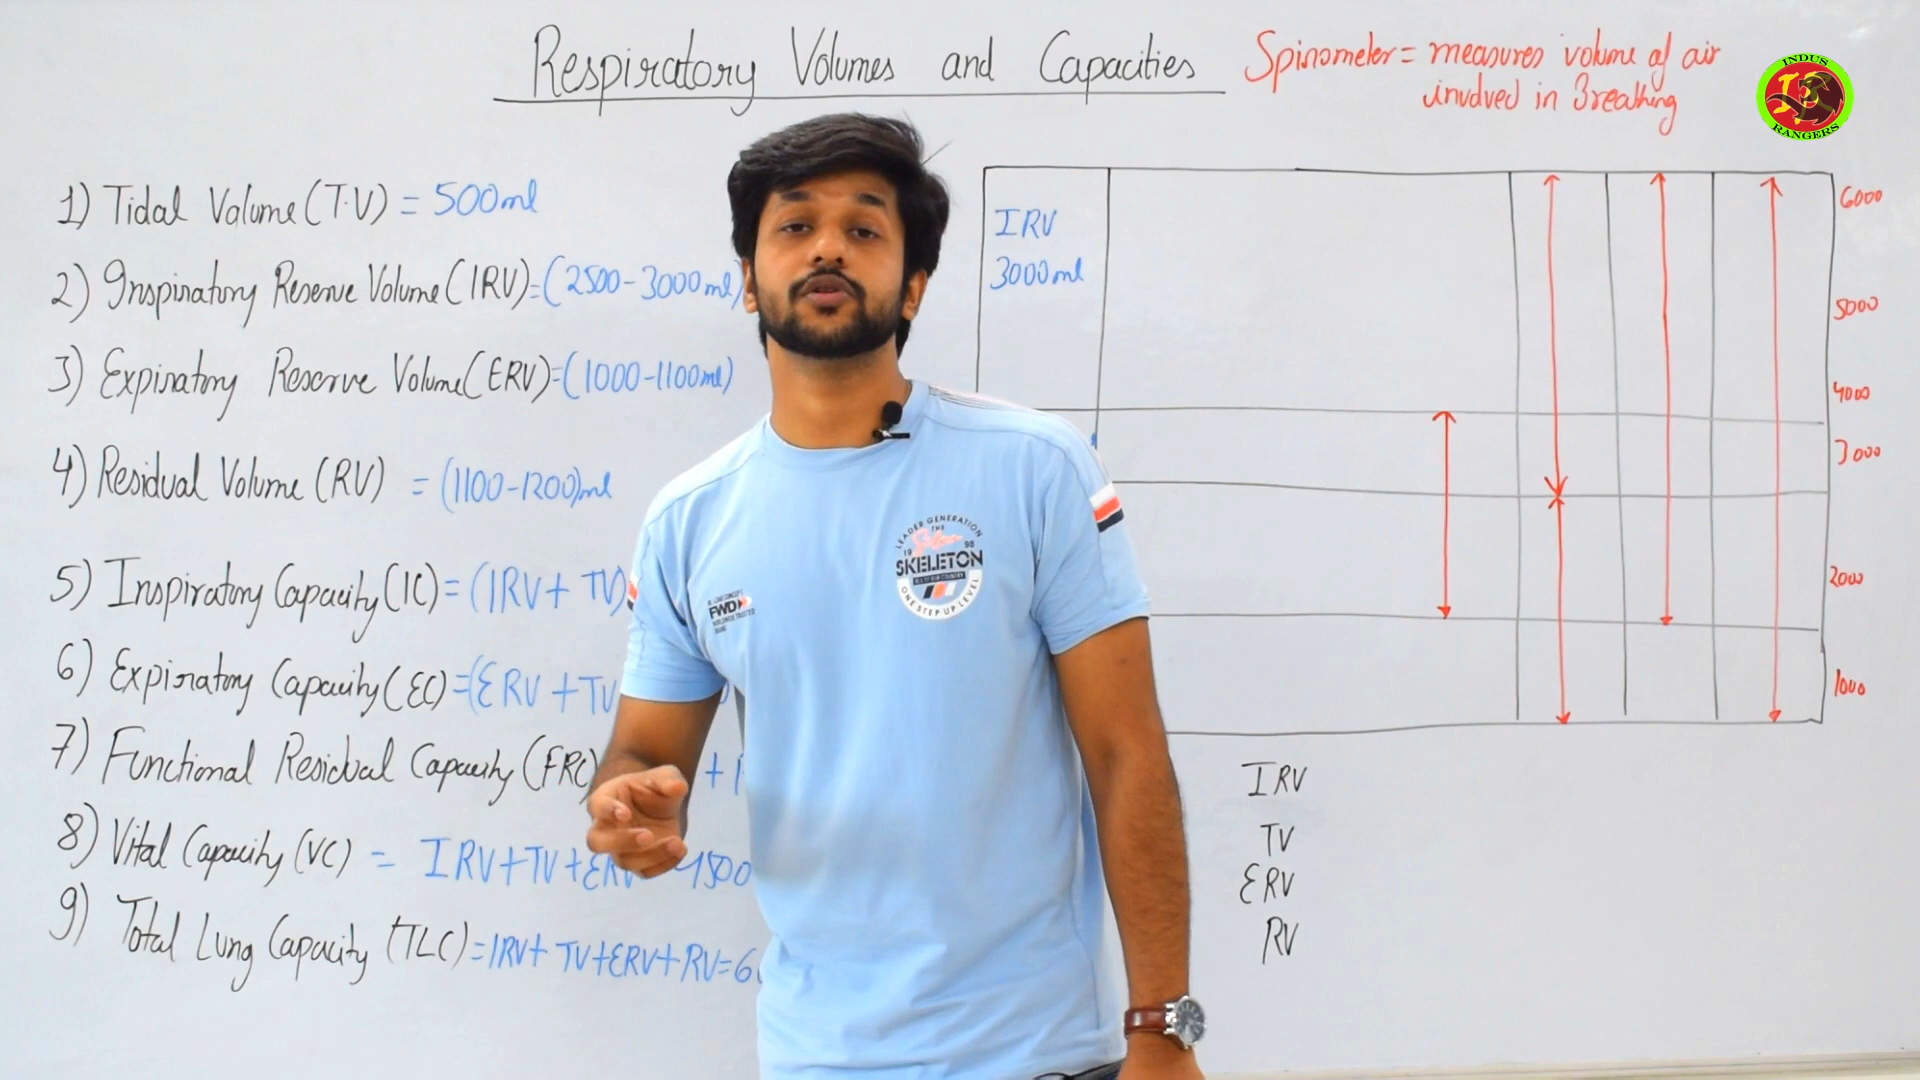 Respiratory Volumes and Capacities
Spirometer = measures volume of air
involved in Breathing
INDUS
RANGERS
1) Tidal Volume (T.V) = 500ml
2) Inspiratory Reserve Volume (IRV) = (2500-3000ml)
3) Expiratory Reserve Volume (ERV) = (1000-1100ml)
4) Residual Volume (RV) = (1100-1200)ml
5) Inspiratory Capacity (IC) = (IRV + TV)
6) Expiratory Capacity (EC) = (ERV + TV
7) Functional Residual Capacity (FRC) +
8) Vital Capacity (VC) = IRV+TV+ERV
9) Total Lung Capacity (TLC) = IRV+ TV+ERV+RV=6
IRV
3000ml
6000
5000
4000
3000
2000
1000
IRV
TV
ERV
RV
LEADER GENERATION
THE
1998
SKELETON
ONE STEP UP LEVEL
FWD